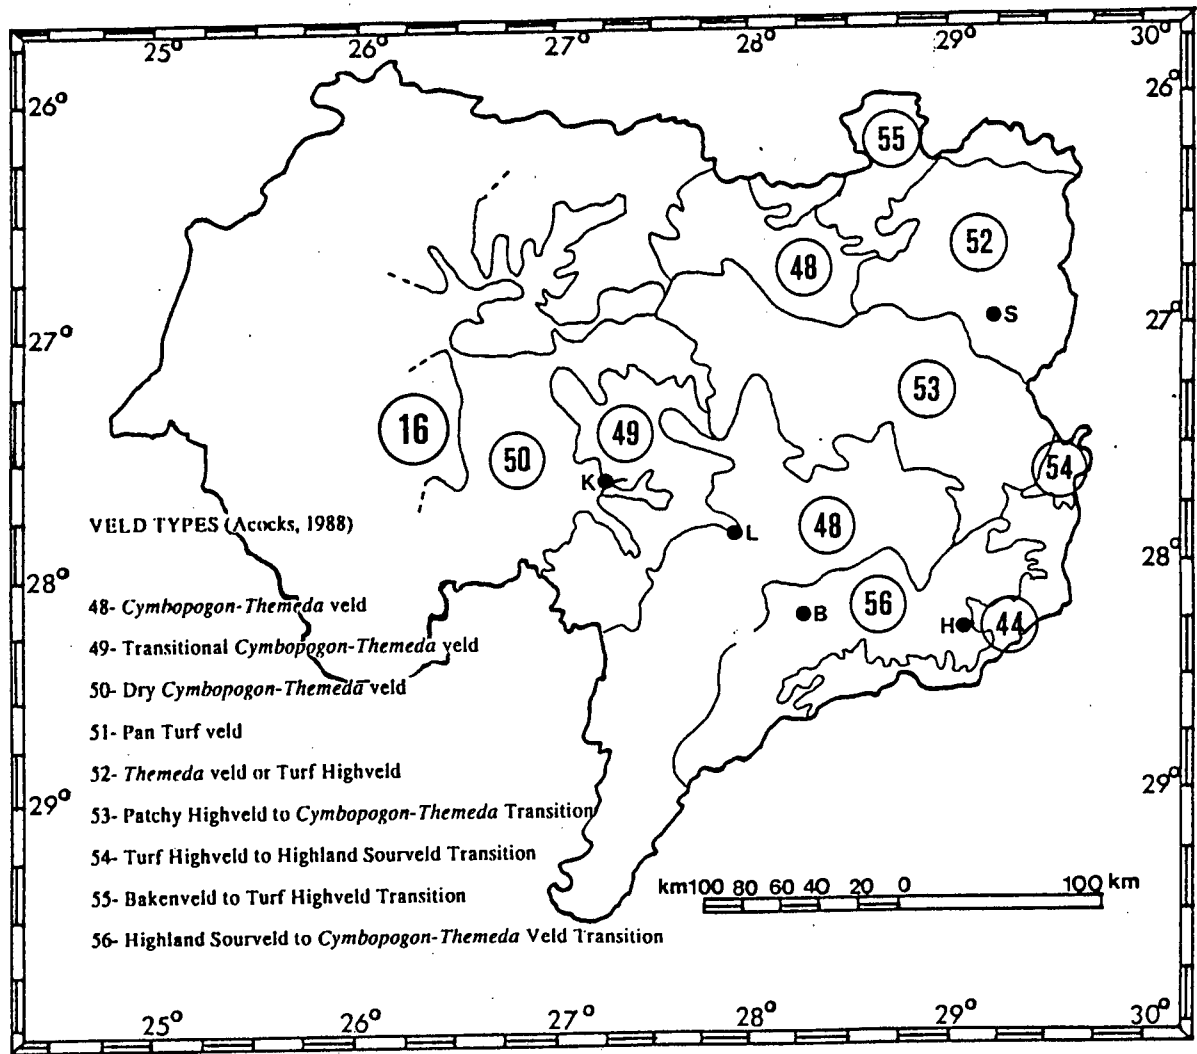 25° 26° 27° 28° 29° 30°
26° 26°
55
52
48
S
27° 27°
53
16 49
50 54
K
VELD TYPES (Acocks, 1988)
L 48
28° 28°
48- Cymbopogon-Themeda veld
B 56 H 44
49- Transitional Cymbopogon-Themeda veld
50- Dry Cymbopogon-Themeda veld
51- Pan Turf veld
52- Themeda veld or Turf Highveld
29° 29°
53- Patchy Highveld to Cymbopogon-Themeda Transition
54- Turf Highveld to Highland Sourveld Transition
km100 80 60 40 20 0 100 km
55- Bakenveld to Turf Highveld Transition
56- Highland Sourveld to Cymbopogon-Themeda Veld Transition
25° 26° 27° 28° 29° 30°